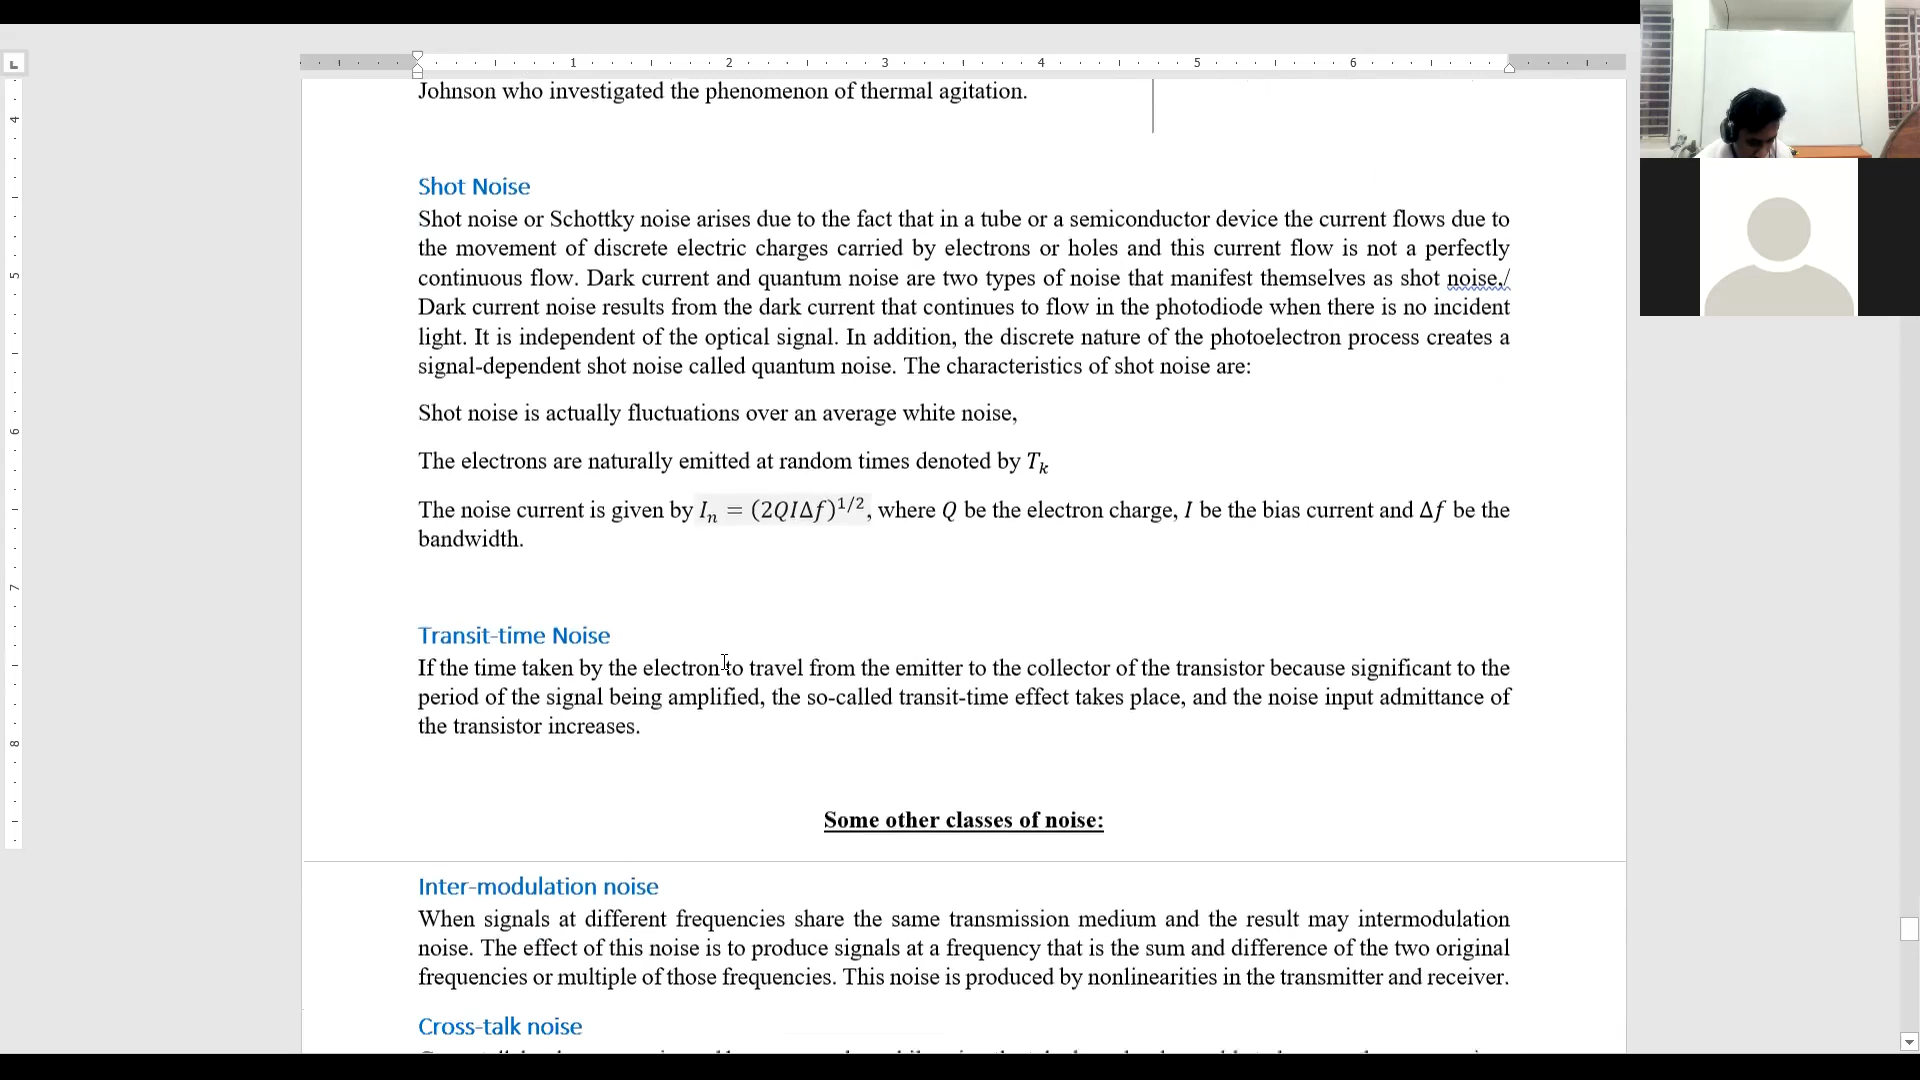 1 2 3 4 5 6
4
5
6
7
8
Johnson who investigated the phenomenon of thermal agitation.
Shot Noise
Shot noise or Schottky noise arises due to the fact that in a tube or a semiconductor device the current flows due to
the movement of discrete electric charges carried by electrons or holes and this current flow is not a perfectly
continuous flow. Dark current and quantum noise are two types of noise that manifest themselves as shot noise./
Dark current noise results from the dark current that continues to flow in the photodiode when there is no incident
light. It is independent of the optical signal. In addition, the discrete nature of the photoelectron process creates a
signal-dependent shot noise called quantum noise. The characteristics of shot noise are:
Shot noise is actually fluctuations over an average white noise,
The electrons are naturally emitted at random times denoted by Tₖ
The noise current is given by Iₙ = (2QIΔf)^1/2, where Q be the electron charge, I be the bias current and Δf be the
bandwidth.
Transit-time Noise
If the time taken by the electron to travel from the emitter to the collector of the transistor because significant to the
period of the signal being amplified, the so-called transit-time effect takes place, and the noise input admittance of
the transistor increases.
Some other classes of noise:
Inter-modulation noise
When signals at different frequencies share the same transmission medium and the result may intermodulation
noise. The effect of this noise is to produce signals at a frequency that is the sum and difference of the two original
frequencies or multiple of those frequencies. This noise is produced by nonlinearities in the transmitter and receiver.
Cross-talk noise